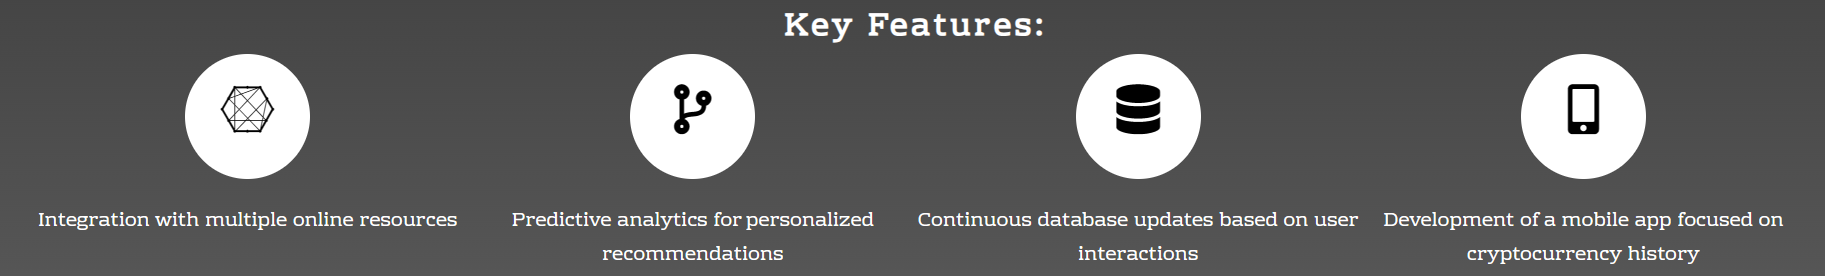 Key Features:
Integration with multiple online resources
Predictive analytics for personalized
recommendations
Continuous database updates based on user
interactions
Development of a mobile app focused on
cryptocurrency history